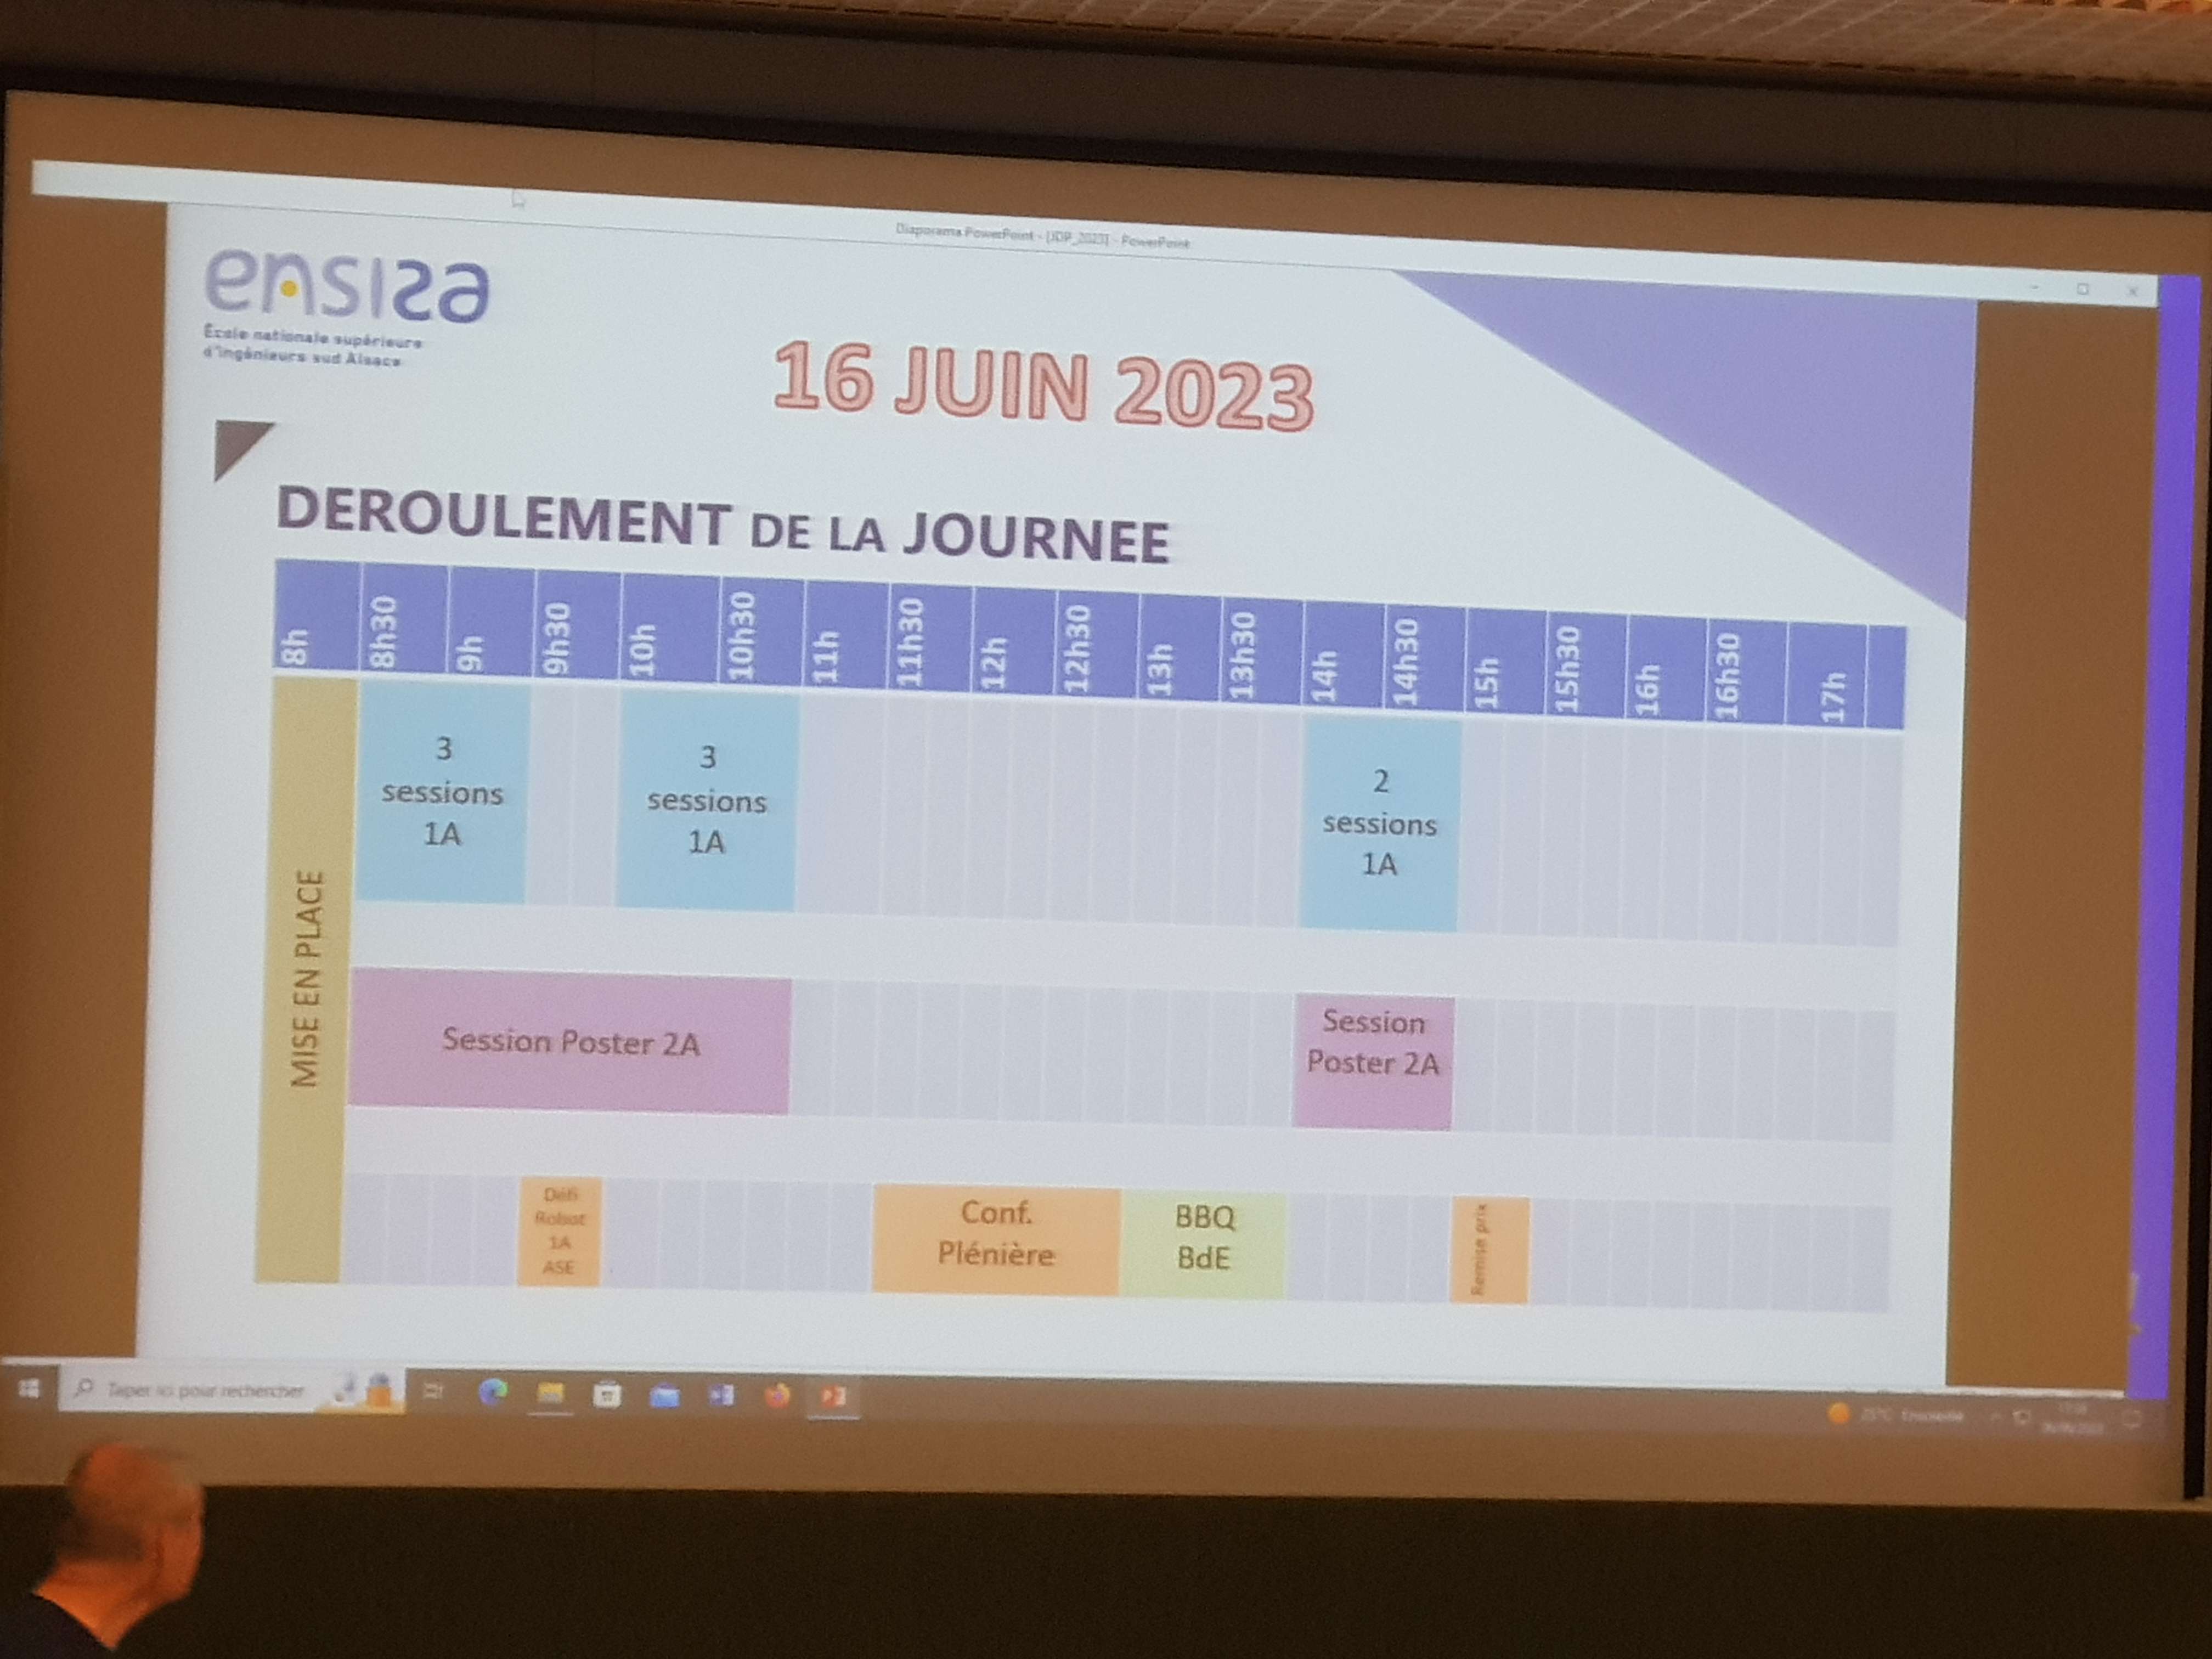 Diaporama PowerPoint - [JDP_2023] - PowerPoint
ensisa
École nationale supérieure
d'ingénieurs sud Alsace
16 JUIN 2023
DEROULEMENT DE LA JOURNEE
8h 8h30 9h 9h30 10h 10h30 11h 11h30 12h 12h30 13h 13h30 14h 14h30 15h 15h30 16h 16h30 17h
MISE EN PLACE
3
sessions
1A
3
sessions
1A
2
sessions
1A
Session Poster 2A
Session
Poster 2A
Défi
Robot
1A
ASE
Conf.
Plénière
BBQ
BdE
Remise prix
Taper ici pour rechercher
25°C Ensoleillé